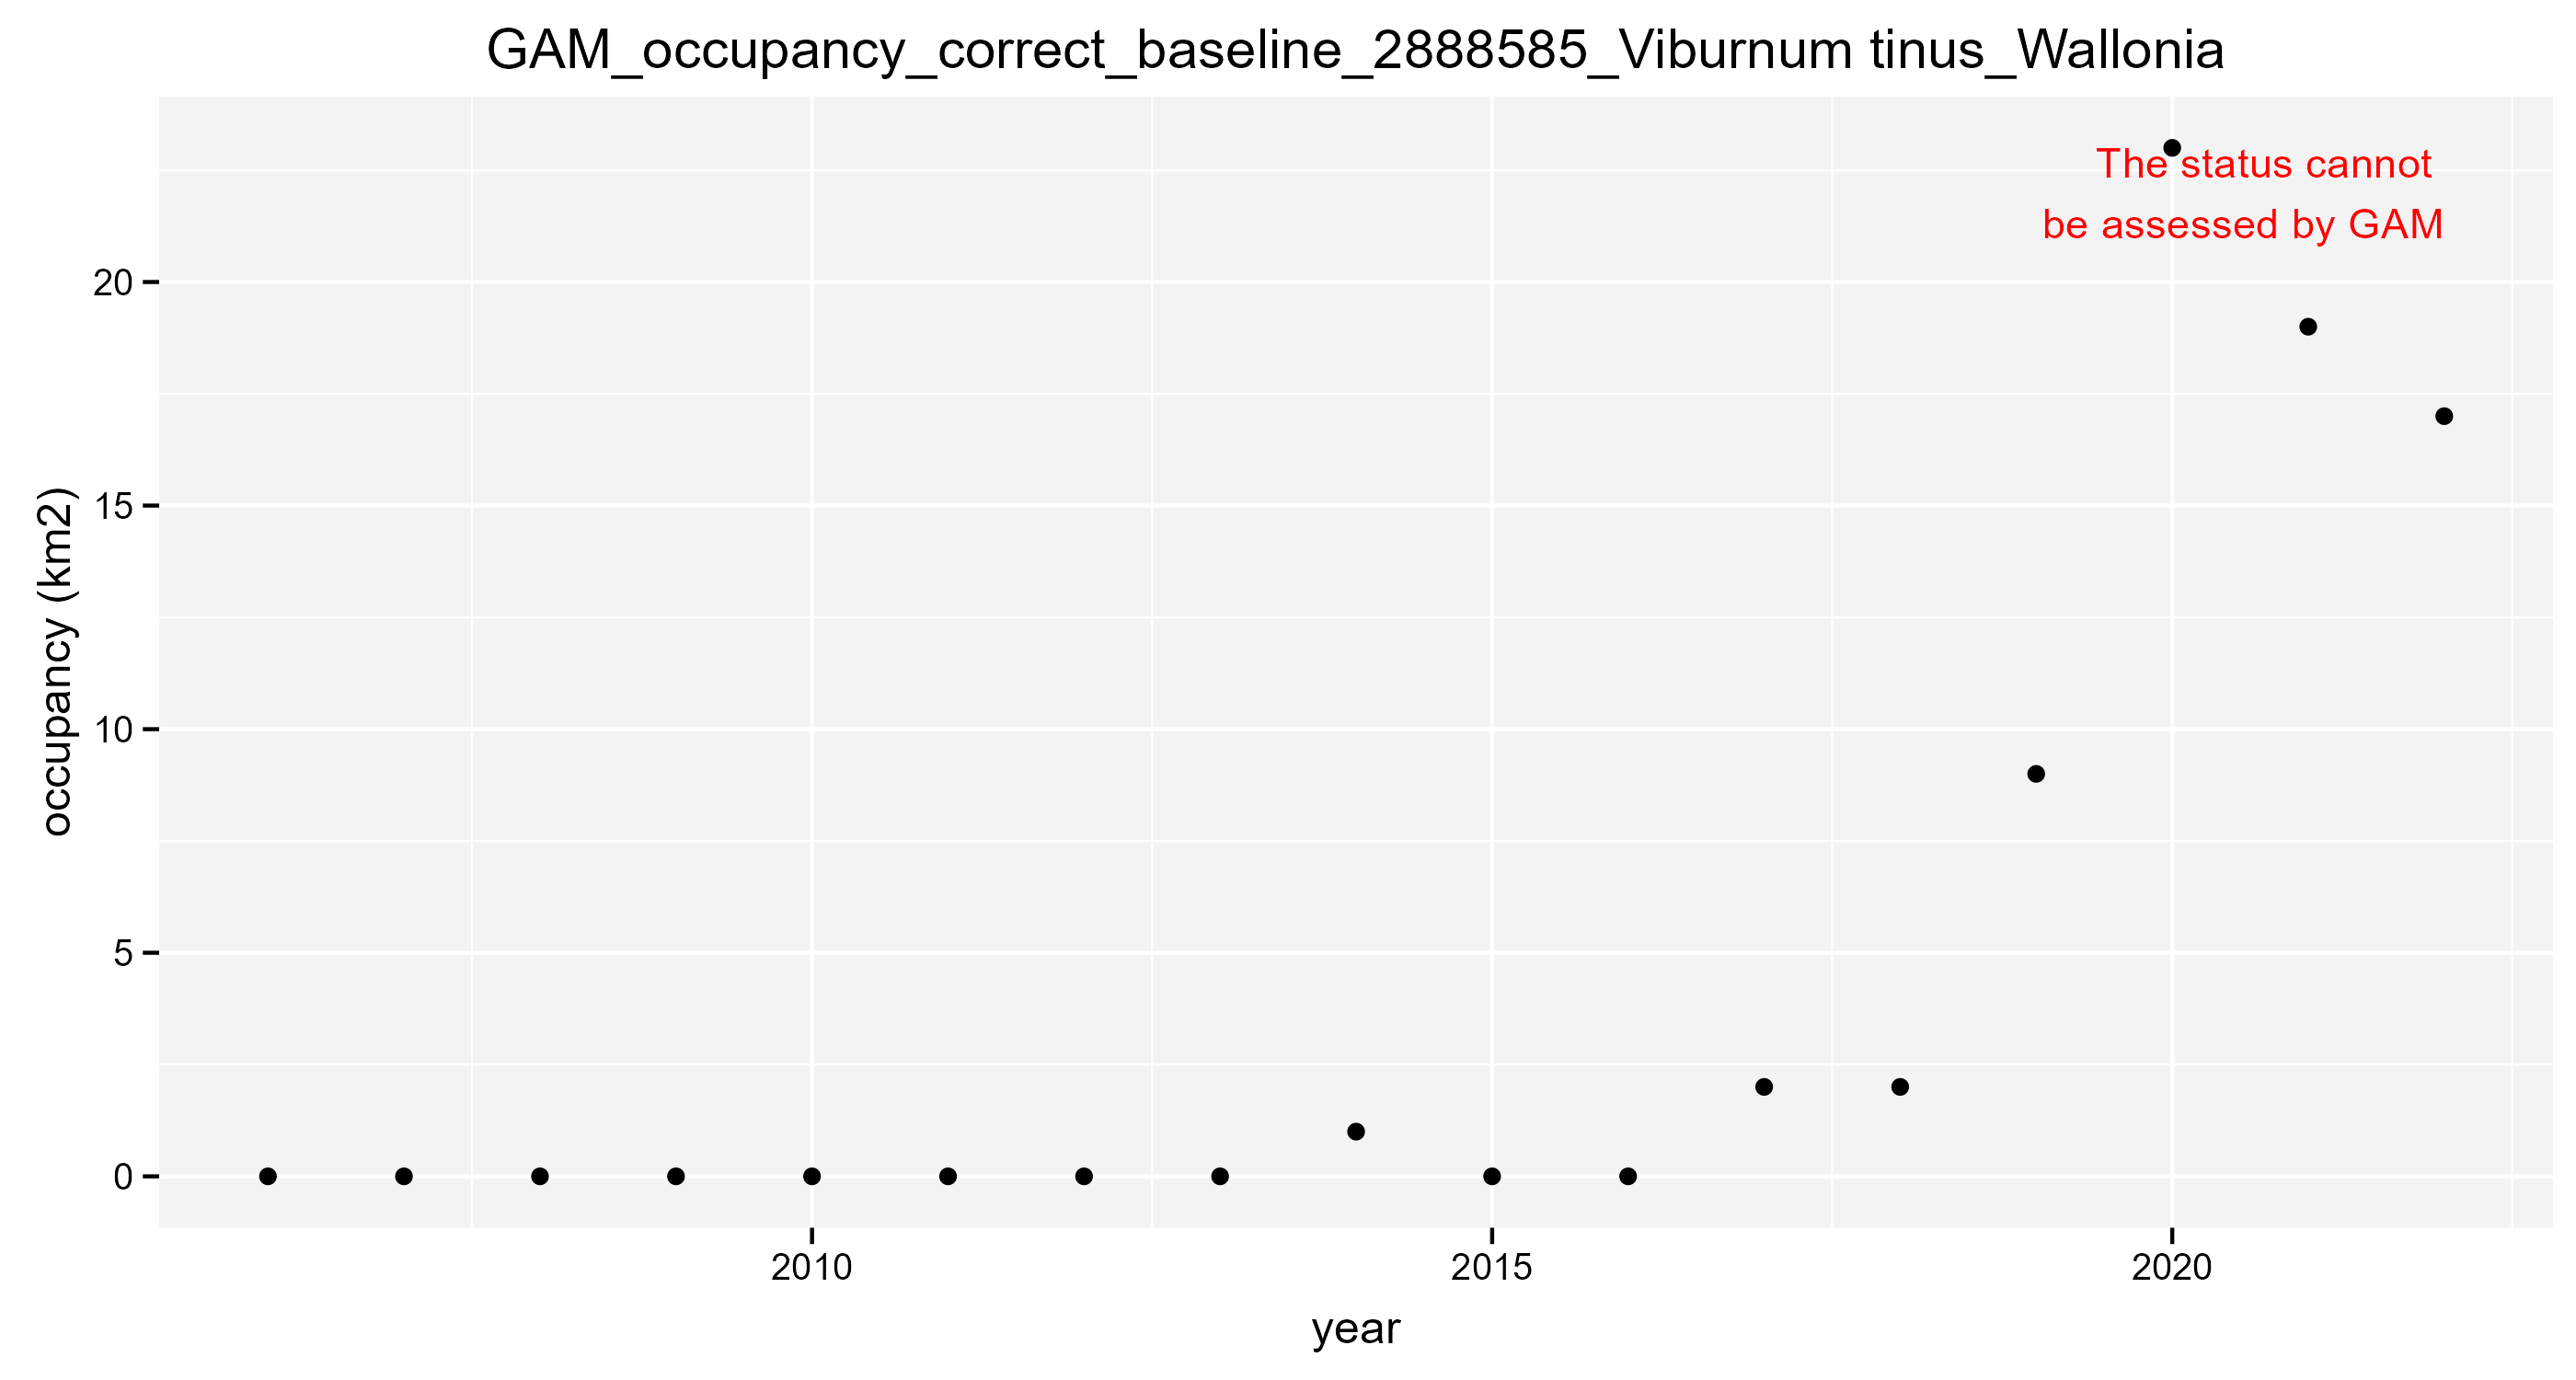 GAM_occupancy_correct_baseline_2888585_Viburnum tinus_Wallonia
The status cannot
be assessed by GAM
occupancy (km2)
20
15
10
5
0
2010
2015
2020
year